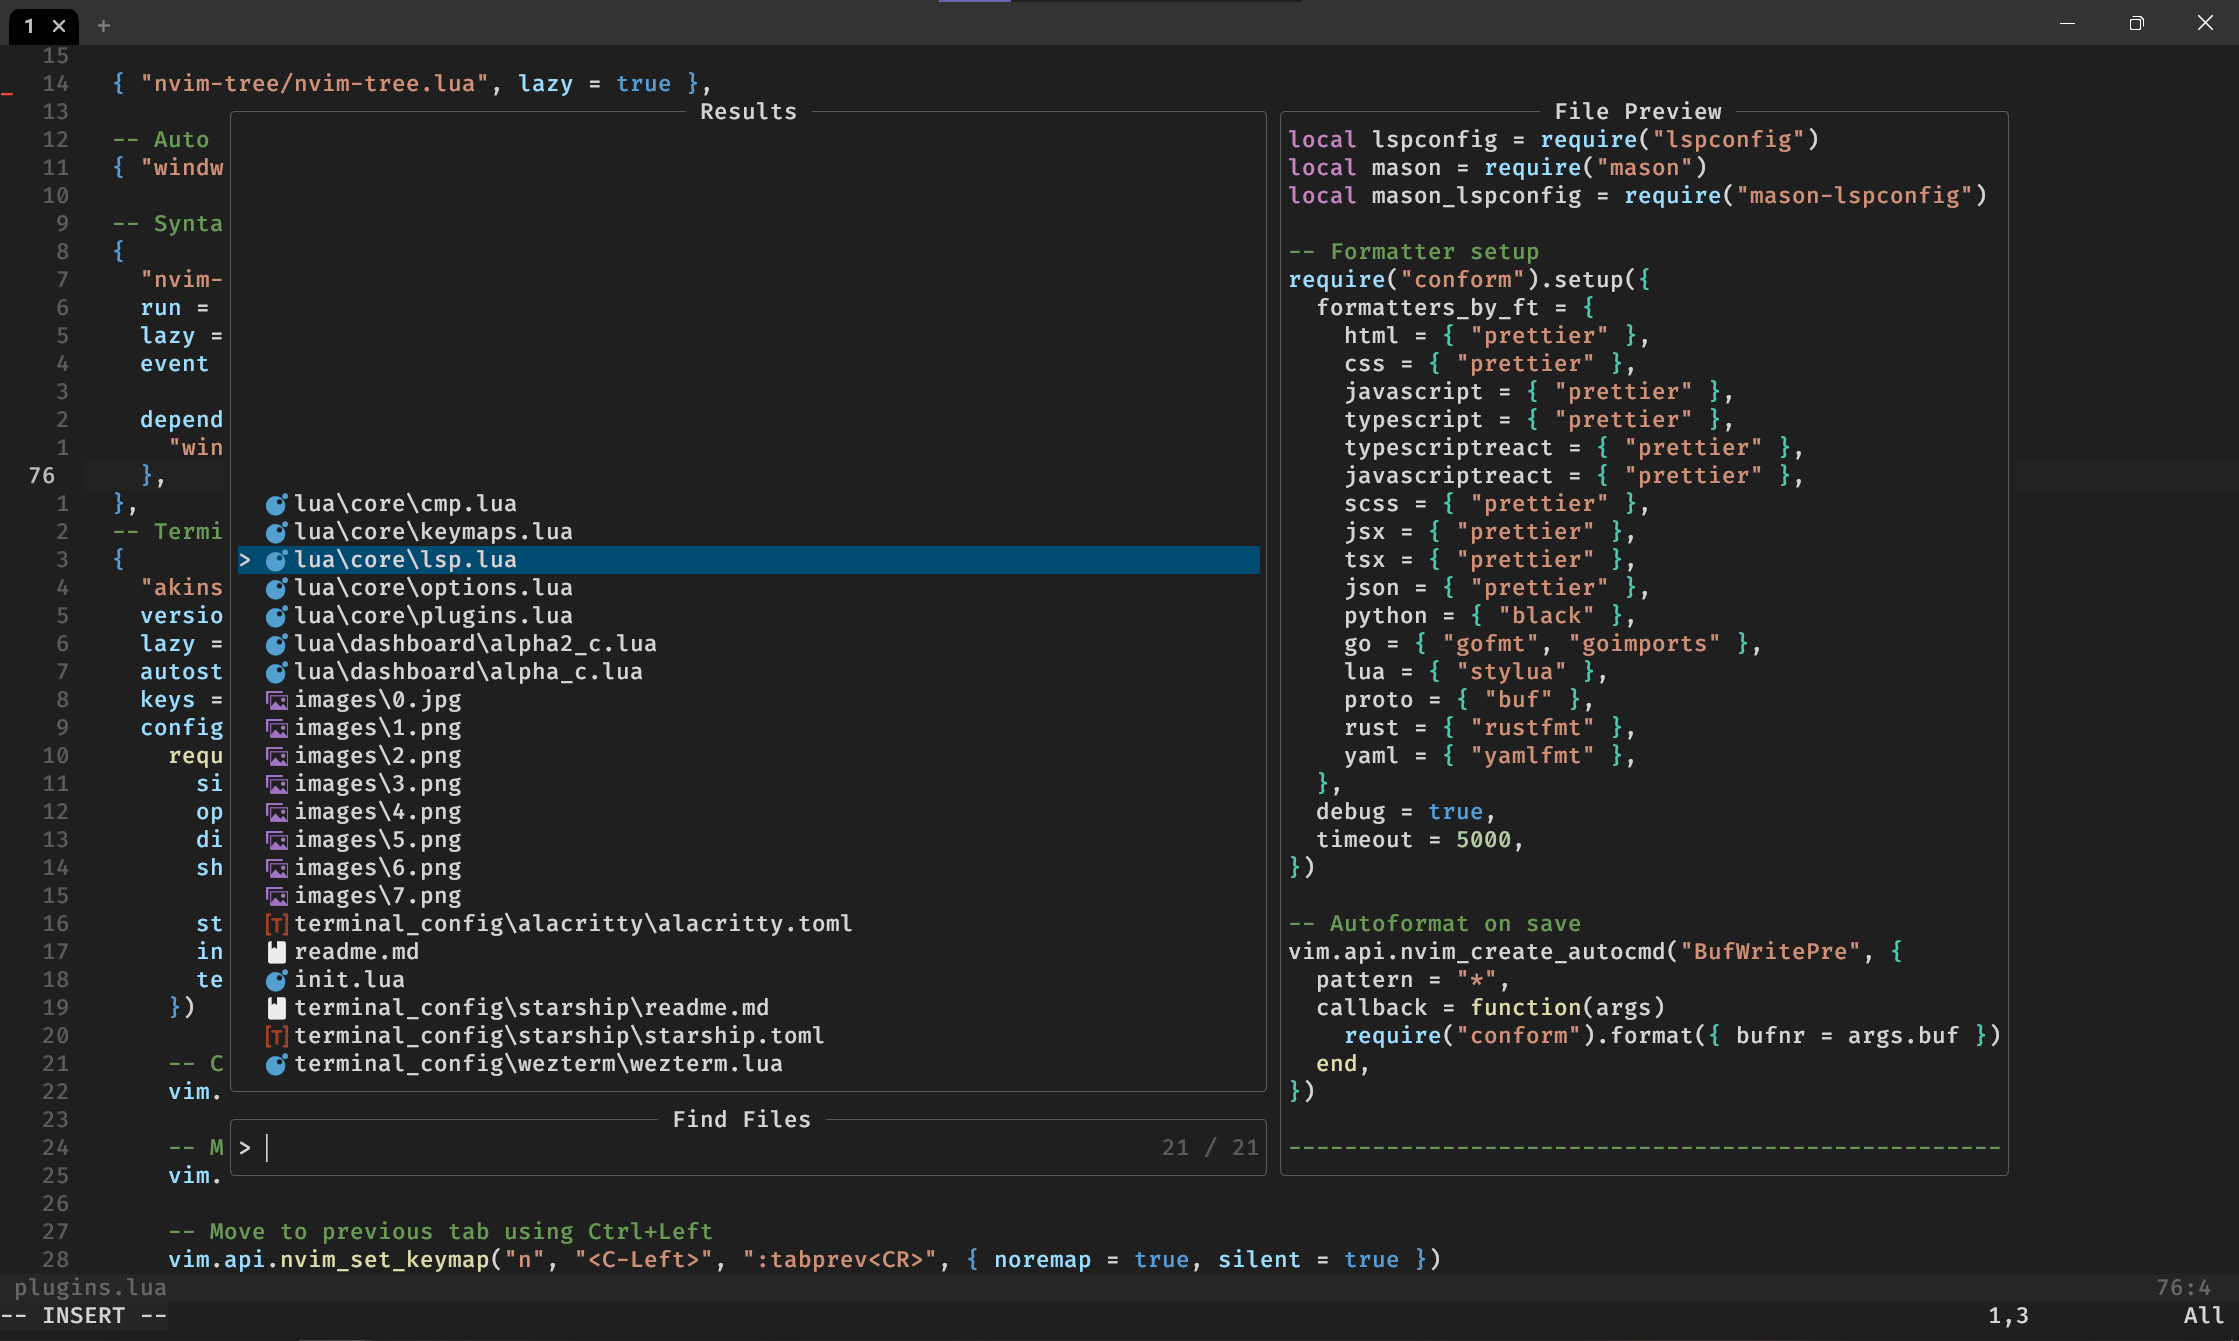 1 × +
15
14 { "nvim-tree/nvim-tree.lua", lazy = true },
13
12 -- Auto
11 { "windw
10
9 -- Synta
8 {
7 "nvim-
6 run =
5 lazy =
4 event
3
2 depend
1 "win
76 },
1 },
2 -- Termi
3 {
4 "akins
5 versio
6 lazy =
7 autost
8 keys =
9 config
10 requ
11 si
12 op
13 di
14 sh
15
16 st
17 in
18 te
19 })
20
21 -- C
22 vim.
23
24 -- M
25 vim.
26
27 -- Move to previous tab using Ctrl+Left
28 vim.api.nvim_set_keymap("n", "<C-Left>", ":tabprev<CR>", { noremap = true, silent = true })
Results
lua\core\cmp.lua
lua\core\keymaps.lua
> lua\core\lsp.lua
lua\core\options.lua
lua\core\plugins.lua
lua\dashboard\alpha2_c.lua
lua\dashboard\alpha_c.lua
images\0.jpg
images\1.png
images\2.png
images\3.png
images\4.png
images\5.png
images\6.png
images\7.png
[T] terminal_config\alacritty\alacritty.toml
readme.md
init.lua
terminal_config\starship\readme.md
[T] terminal_config\starship\starship.toml
terminal_config\wezterm\wezterm.lua
Find Files
> 21 / 21
File Preview
local lspconfig = require("lspconfig")
local mason = require("mason")
local mason_lspconfig = require("mason-lspconfig")
-- Formatter setup
require("conform").setup({
formatters_by_ft = {
html = { "prettier" },
css = { "prettier" },
javascript = { "prettier" },
typescript = { "prettier" },
typescriptreact = { "prettier" },
javascriptreact = { "prettier" },
scss = { "prettier" },
jsx = { "prettier" },
tsx = { "prettier" },
json = { "prettier" },
python = { "black" },
go = { "gofmt", "goimports" },
lua = { "stylua" },
proto = { "buf" },
rust = { "rustfmt" },
yaml = { "yamlfmt" },
},
debug = true,
timeout = 5000,
})
-- Autoformat on save
vim.api.nvim_create_autocmd("BufWritePre", {
pattern = "*",
callback = function(args)
require("conform").format({ bufnr = args.buf })
end,
})
---------------------------------------------------
plugins.lua 76:4
-- INSERT -- 1,3 All